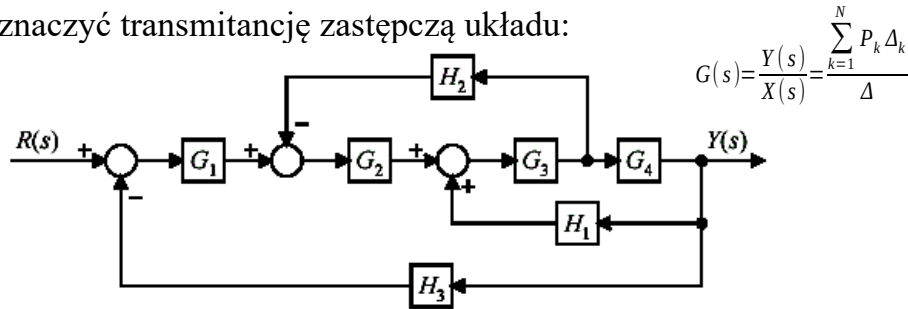 znaczyć transmitancję zastępczą układu:
G(s)=Y(s)/X(s)=∑_{k=1}^{N} P_k Δ_k/Δ
H₂
R(s) + − G₁ + − G₂ + + G₃ G₄ Y(s)
H₁
H₃